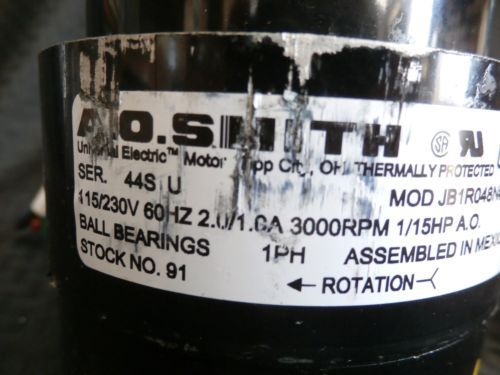 A.O.SMITH
Universal Electric™ Motor Tipp City, OH. THERMALLY PROTECTED
SER. 44S U MOD JB1R048N
115/230V 60HZ 2.0/1.0A 3000RPM 1/15HP A.O.
BALL BEARINGS 1PH ASSEMBLED IN MEXICO
STOCK NO. 91 ← ROTATION